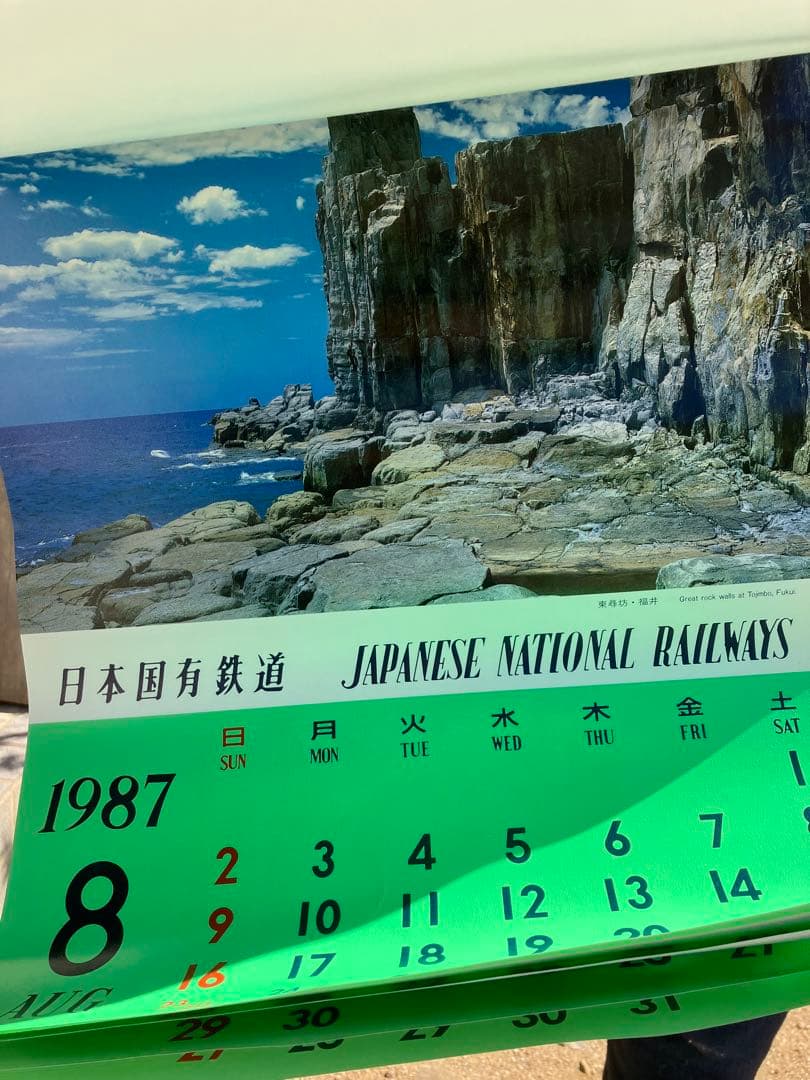 東尋坊・福井 Great rock walls at Tojimbo, Fukui
日本国有鉄道 JAPANESE NATIONAL RAILWAYS
日 月 火 水 木 金 土
SUN MON TUE WED THU FRI SAT
1987
1
2 3 4 5 6 7
8
9 10 11 12 13 14
16 17 18 19 20
AUG
29 30 31